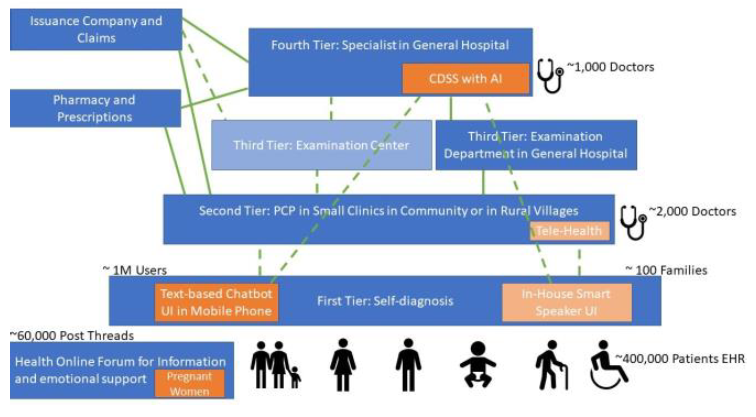 Issuance Company and
Claims
Fourth Tier: Specialist in General Hospital
CDSS with AI
~1,000 Doctors
Pharmacy and
Prescriptions
Third Tier: Examination Center
Third Tier: Examination
Department in General Hospital
Second Tier: PCP in Small Clinics in Community or in Rural Villages
Tele-Health
~2,000 Doctors
~ 1M Users
~ 100 Families
Text-based Chatbot
UI in Mobile Phone
First Tier: Self-diagnosis
In-House Smart
Speaker UI
~60,000 Post Threads
Health Online Forum for Information
and emotional support
Pregnant
Women
~400,000 Patients EHR